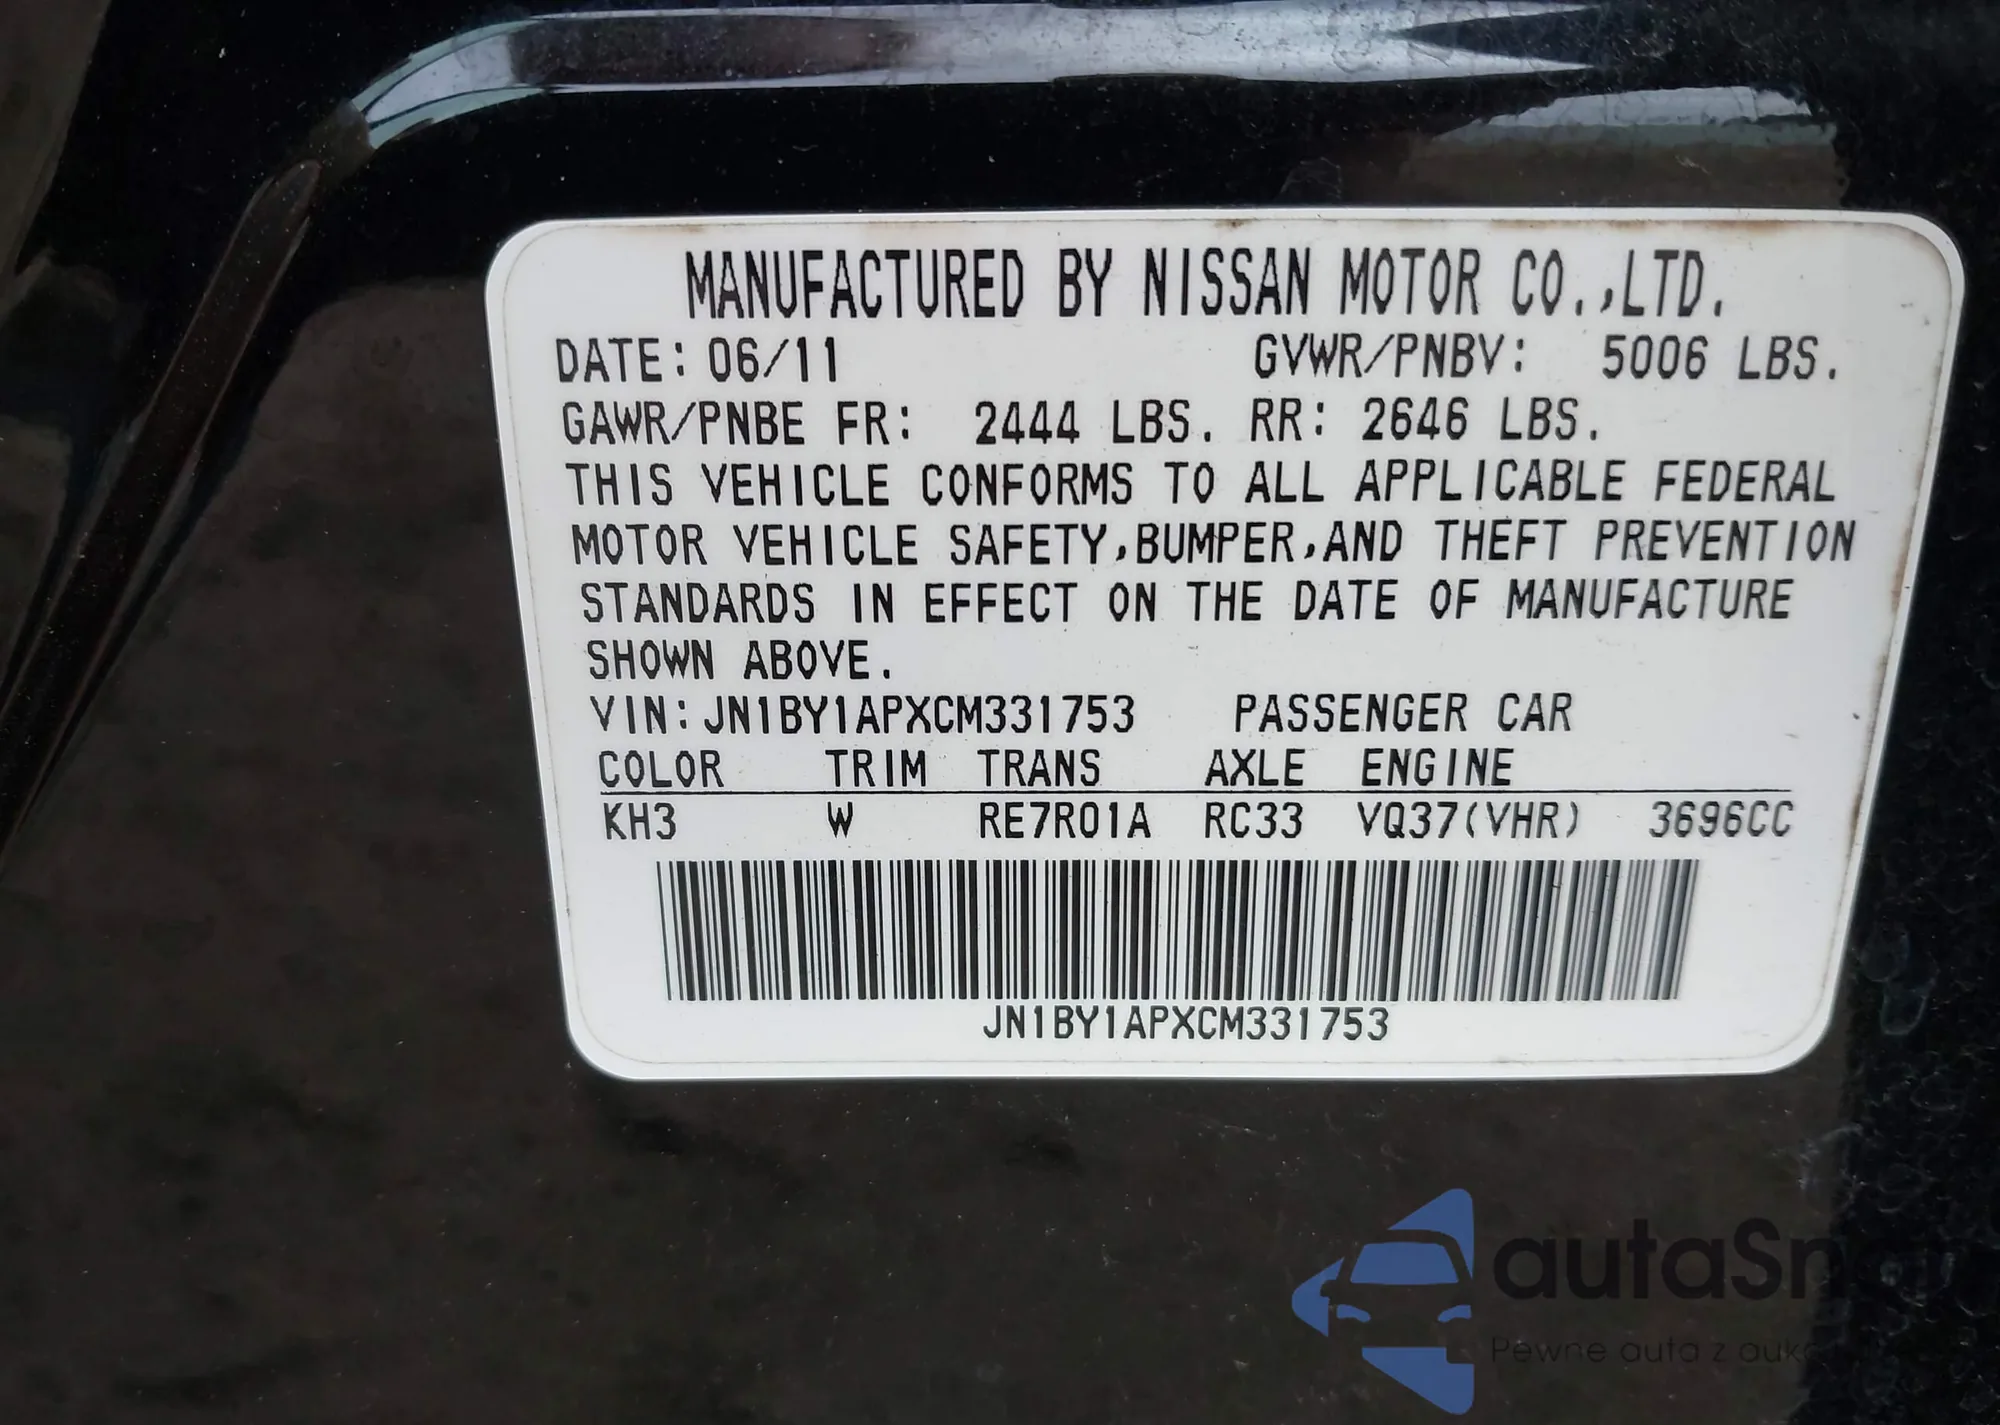 MANUFACTURED BY NISSAN MOTOR CO.,LTD.
DATE: 06/11 GVWR/PNBV: 5006 LBS.
GAWR/PNBE FR: 2444 LBS. RR: 2646 LBS.
THIS VEHICLE CONFORMS TO ALL APPLICABLE FEDERAL
MOTOR VEHICLE SAFETY,BUMPER,AND THEFT PREVENTION
STANDARDS IN EFFECT ON THE DATE OF MANUFACTURE
SHOWN ABOVE.
VIN:JN1BY1APXCM331753 PASSENGER CAR
COLOR TRIM TRANS AXLE ENGINE
KH3 W RE7R01A RC33 VQ37(VHR) 3696CC
JN1BY1APXCM331753
Pewne auta z